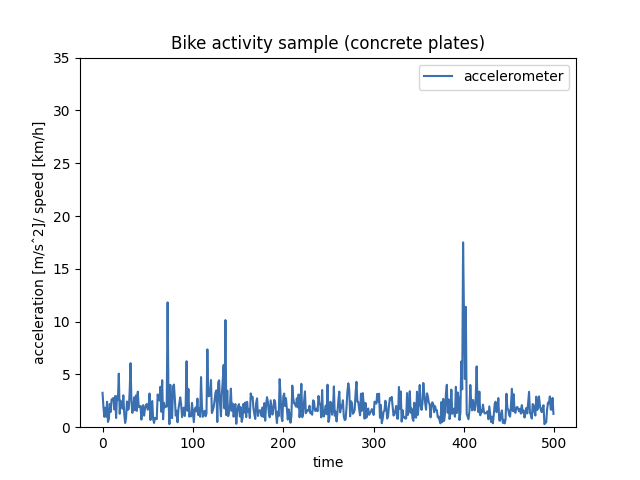 Bike activity sample (concrete plates)
accelerometer
35
30
25
20
15
10
5
0
acceleration [m/s^2]/ speed [km/h]
0 100 200 300 400 500
time